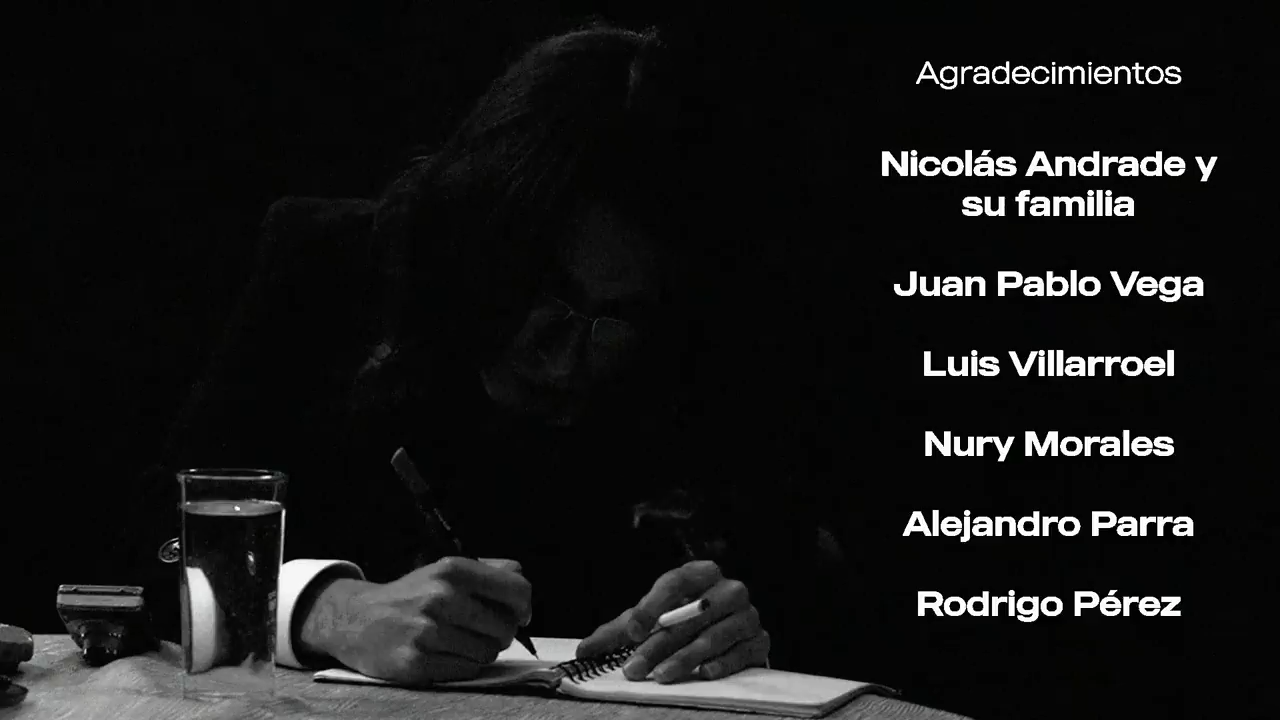 Agradecimientos
Nicolás Andrade y
su familia
Juan Pablo Vega
Luis Villarroel
Nury Morales
Alejandro Parra
Rodrigo Pérez